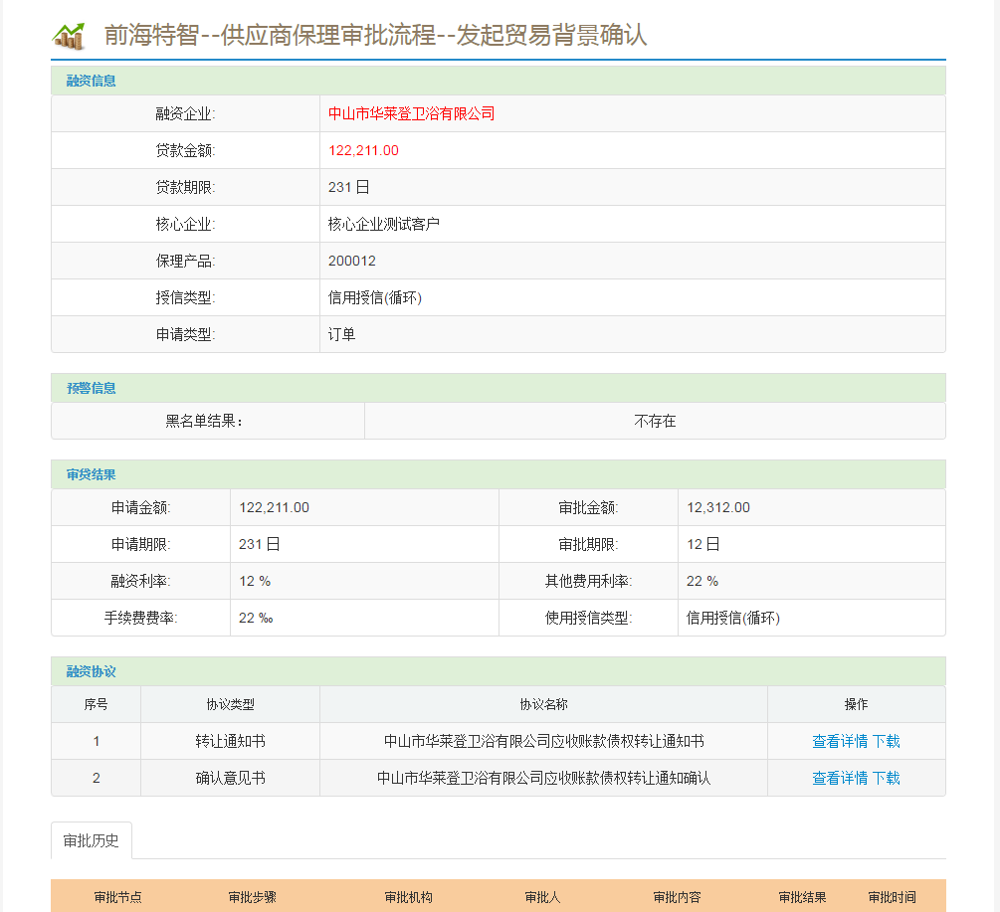 前海特智--供应商保理审批流程--发起贸易背景确认
融资信息
融资企业: 中山市华莱登卫浴有限公司
贷款金额: 122,211.00
贷款期限: 231 日
核心企业: 核心企业测试客户
保理产品: 200012
授信类型: 信用授信(循环)
申请类型: 订单
预警信息
黑名单结果： 不存在
审贷结果
申请金额: 122,211.00 审批金额: 12,312.00
申请期限: 231 日 审批期限: 12 日
融资利率: 12 % 其他费用利率: 22 %
手续费费率: 22 ‰ 使用授信类型: 信用授信(循环)
融资协议
序号 协议类型 协议名称 操作
1 转让通知书 中山市华莱登卫浴有限公司应收账款债权转让通知书 查看详情 下载
2 确认意见书 中山市华莱登卫浴有限公司应收账款债权转让通知确认 查看详情 下载
审批历史
审批节点 审批步骤 审批机构 审批人 审批内容 审批结果 审批时间